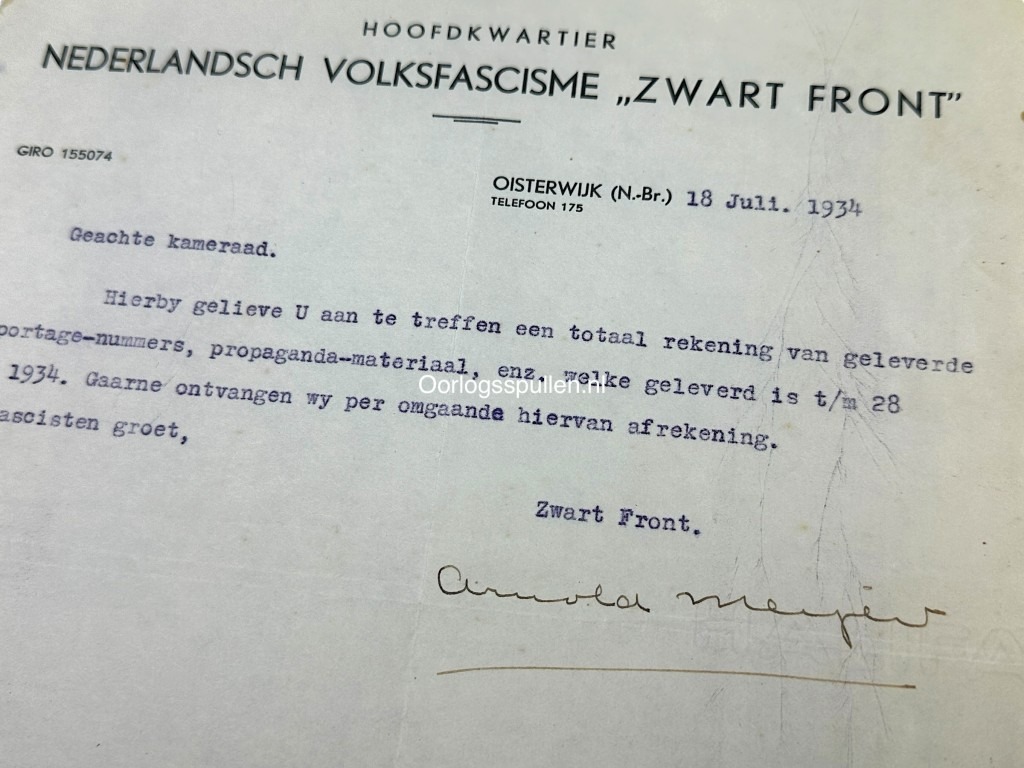 HOOFDKWARTIER
NEDERLANDSCH VOLKSFASCISME „ZWART FRONT”
GIRO 155074
OISTERWIJK (N.-Br.) 18 Juli. 1934
TELEFOON 175
Geachte kameraad.
Hierby gelieve U aan te treffen een totaal rekening van geleverde
portage-nummers, propaganda-materiaal, enz. welke geleverd is t/m 28
1934. Gaarne ontvangen wy per omgaande hiervan afrekening.
ascisten groet,
Oorlogsspullen.nl
Zwart Front.
Arnold Meijer